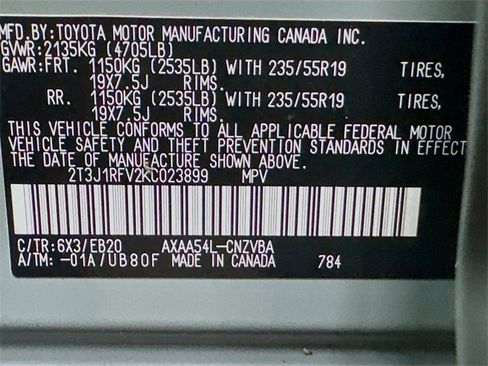 MFD.BY:TOYOTA MOTOR MANUFACTURING CANADA INC.
GVWR:2135KG (4705LB)
GAWR:FRT. 1150KG (2535LB) WITH 235/55R19 TIRES,
19X7.5J RIMS.
RR. 1150KG (2535LB) WITH 235/55R19 TIRES,
19X7.5J RIMS.
THIS VEHICLE CONFORMS TO ALL APPLICABLE FEDERAL MOTOR
VEHICLE SAFETY AND THEFT PREVENTION STANDARDS IN EFFECT
ON THE DATE OF MANUFACTURE SHOWN ABOVE.
2T3J1RFV2KC023899 MPV
C/TR:6X3/EB20 AXAA54L-CNZVBA
A/TM: -01A/UB80F MADE IN CANADA 784